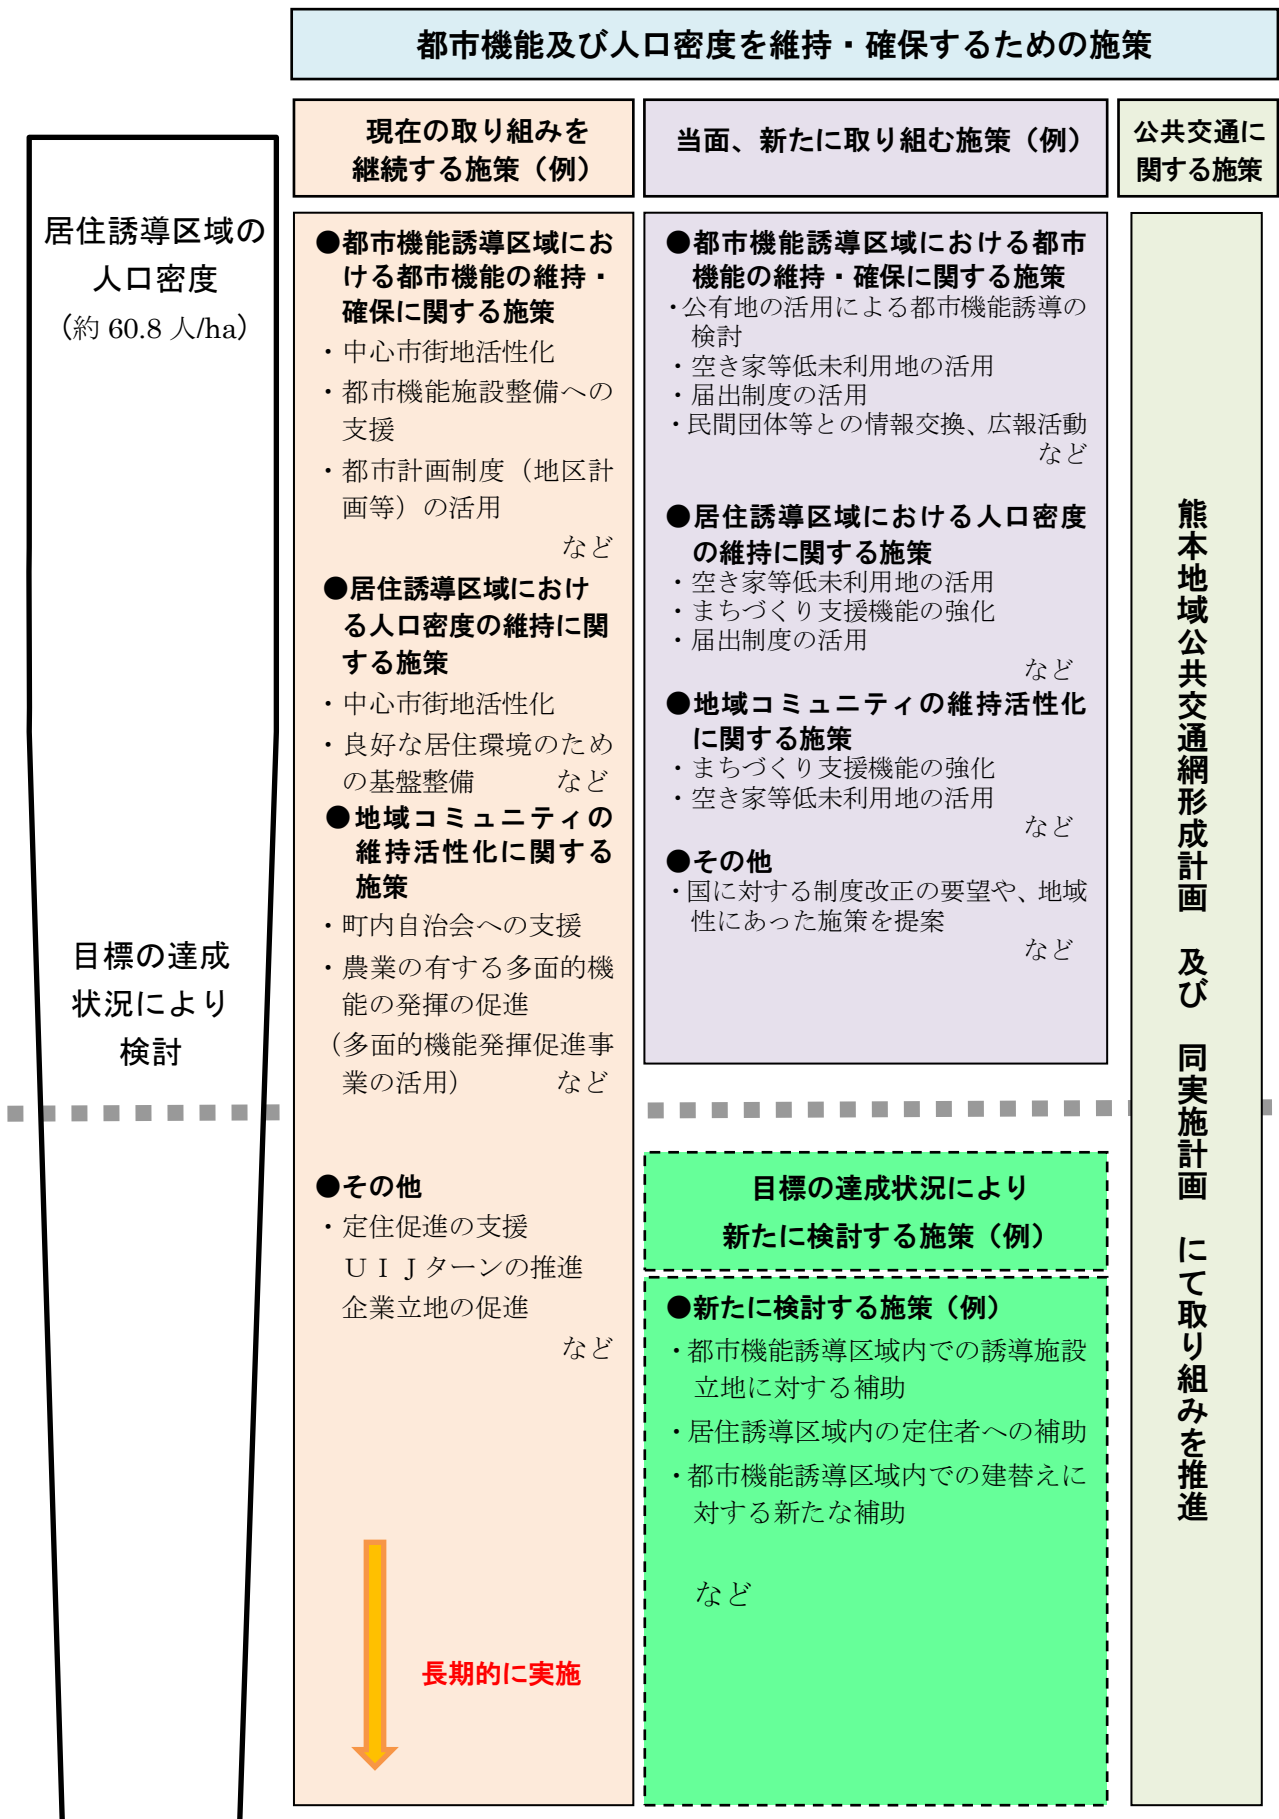 都市機能及び人口密度を維持・確保するための施策
現在の取り組みを
継続する施策（例）
当面、新たに取り組む施策（例）
公共交通に
関する施策
居住誘導区域の
人口密度
（約 60.8 人/ha）
目標の達成
状況により
検討
●都市機能誘導区域にお
ける都市機能の維持・
確保に関する施策
・中心市街地活性化
・都市機能施設整備への
支援
・都市計画制度（地区計
画等）の活用
など
●居住誘導区域におけ
る人口密度の維持に関
する施策
・中心市街地活性化
・良好な居住環境のため
の基盤整備 など
●地域コミュニティの
維持活性化に関する
施策
・町内自治会への支援
・農業の有する多面的機
能の発揮の促進
（多面的機能発揮促進事
業の活用） など
●その他
・定住促進の支援
ＵＩＪターンの推進
企業立地の促進
など
長期的に実施
●都市機能誘導区域における都市
機能の維持・確保に関する施策
・公有地の活用による都市機能誘導の
検討
・空き家等低未利用地の活用
・届出制度の活用
・民間団体等との情報交換、広報活動
など
●居住誘導区域における人口密度
の維持に関する施策
・空き家等低未利用地の活用
・まちづくり支援機能の強化
・届出制度の活用
など
●地域コミュニティの維持活性化
に関する施策
・まちづくり支援機能の強化
・空き家等低未利用地の活用
など
●その他
・国に対する制度改正の要望や、地域
性にあった施策を提案
など
目標の達成状況により
新たに検討する施策（例）
●新たに検討する施策（例）
・都市機能誘導区域内での誘導施設
立地に対する補助
・居住誘導区域内の定住者への補助
・都市機能誘導区域内での建替えに
対する新たな補助
など
熊本地域公共交通網形成計画 及び 同実施計画 にて取り組みを推進